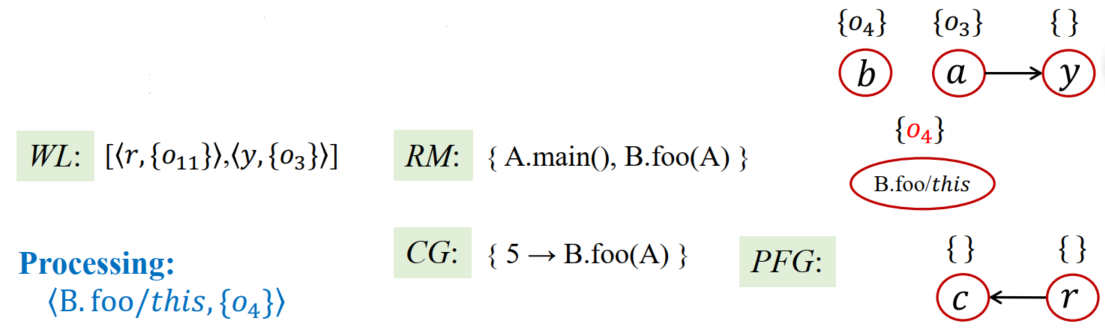 {o₄} {o₃} {}
b a y
WL: [⟨r, {o₁₁}⟩,⟨y, {o₃}⟩]
RM: { A.main(), B.foo(A) }
{o₄}
B.foo/this
CG: { 5 → B.foo(A) }
PFG:
{} {}
c r
Processing:
⟨B. foo/this, {o₄}⟩